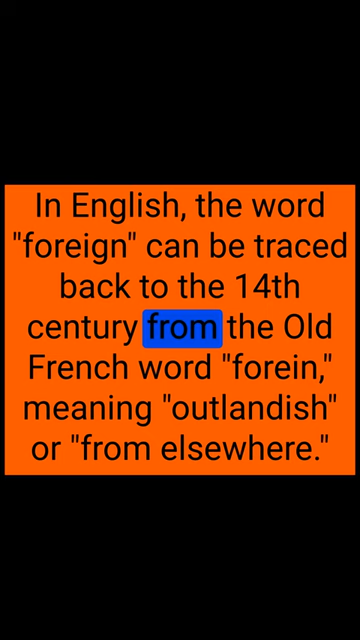 In English, the word
"foreign" can be traced
back to the 14th
century from the Old
French word "forein,"
meaning "outlandish"
or "from elsewhere."